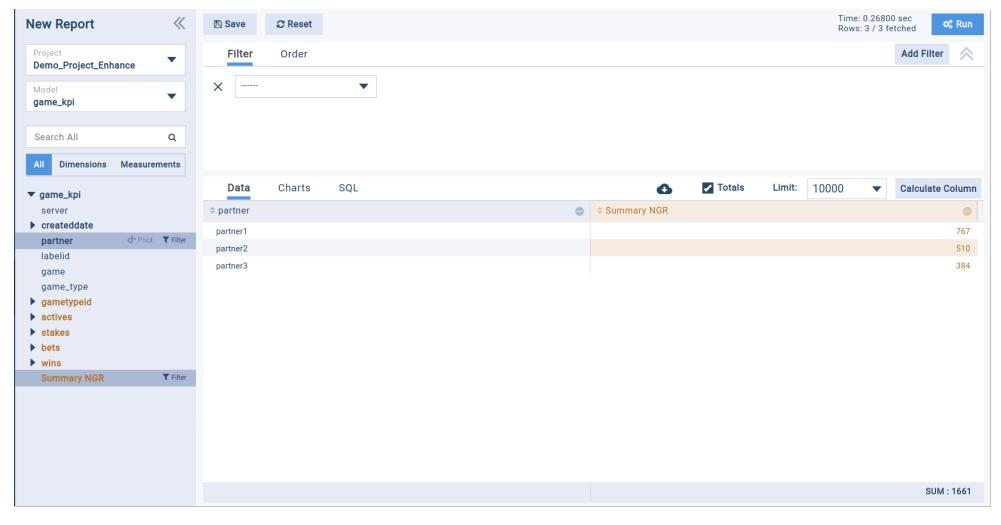 New Report
Project
Demo_Project_Enhance
Model
game_kpi
Search All
All Dimensions Measurements
game_kpi
server
createddate
partner Pivot Filter
labelid
game
game_type
gametypeid
actives
stakes
bets
wins
Summary NGR Filter
Save Reset
Time: 0.26800 sec
Rows: 3 / 3 fetched
Run
Filter Order
Add Filter
------
Data Charts SQL
Totals Limit: 10000 Calculate Column
partner Summary NGR
partner1 767
partner2 510
partner3 384
SUM : 1661